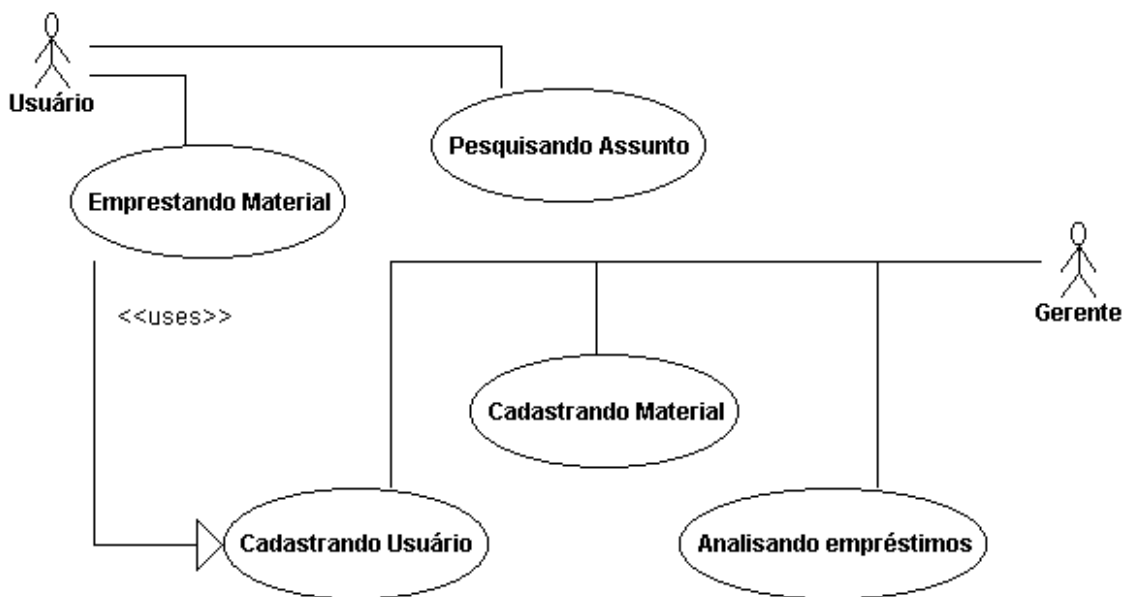 Usuário
Pesquisando Assunto
Emprestando Material
<<uses>>
Gerente
Cadastrando Material
Cadastrando Usuário
Analisando empréstimos